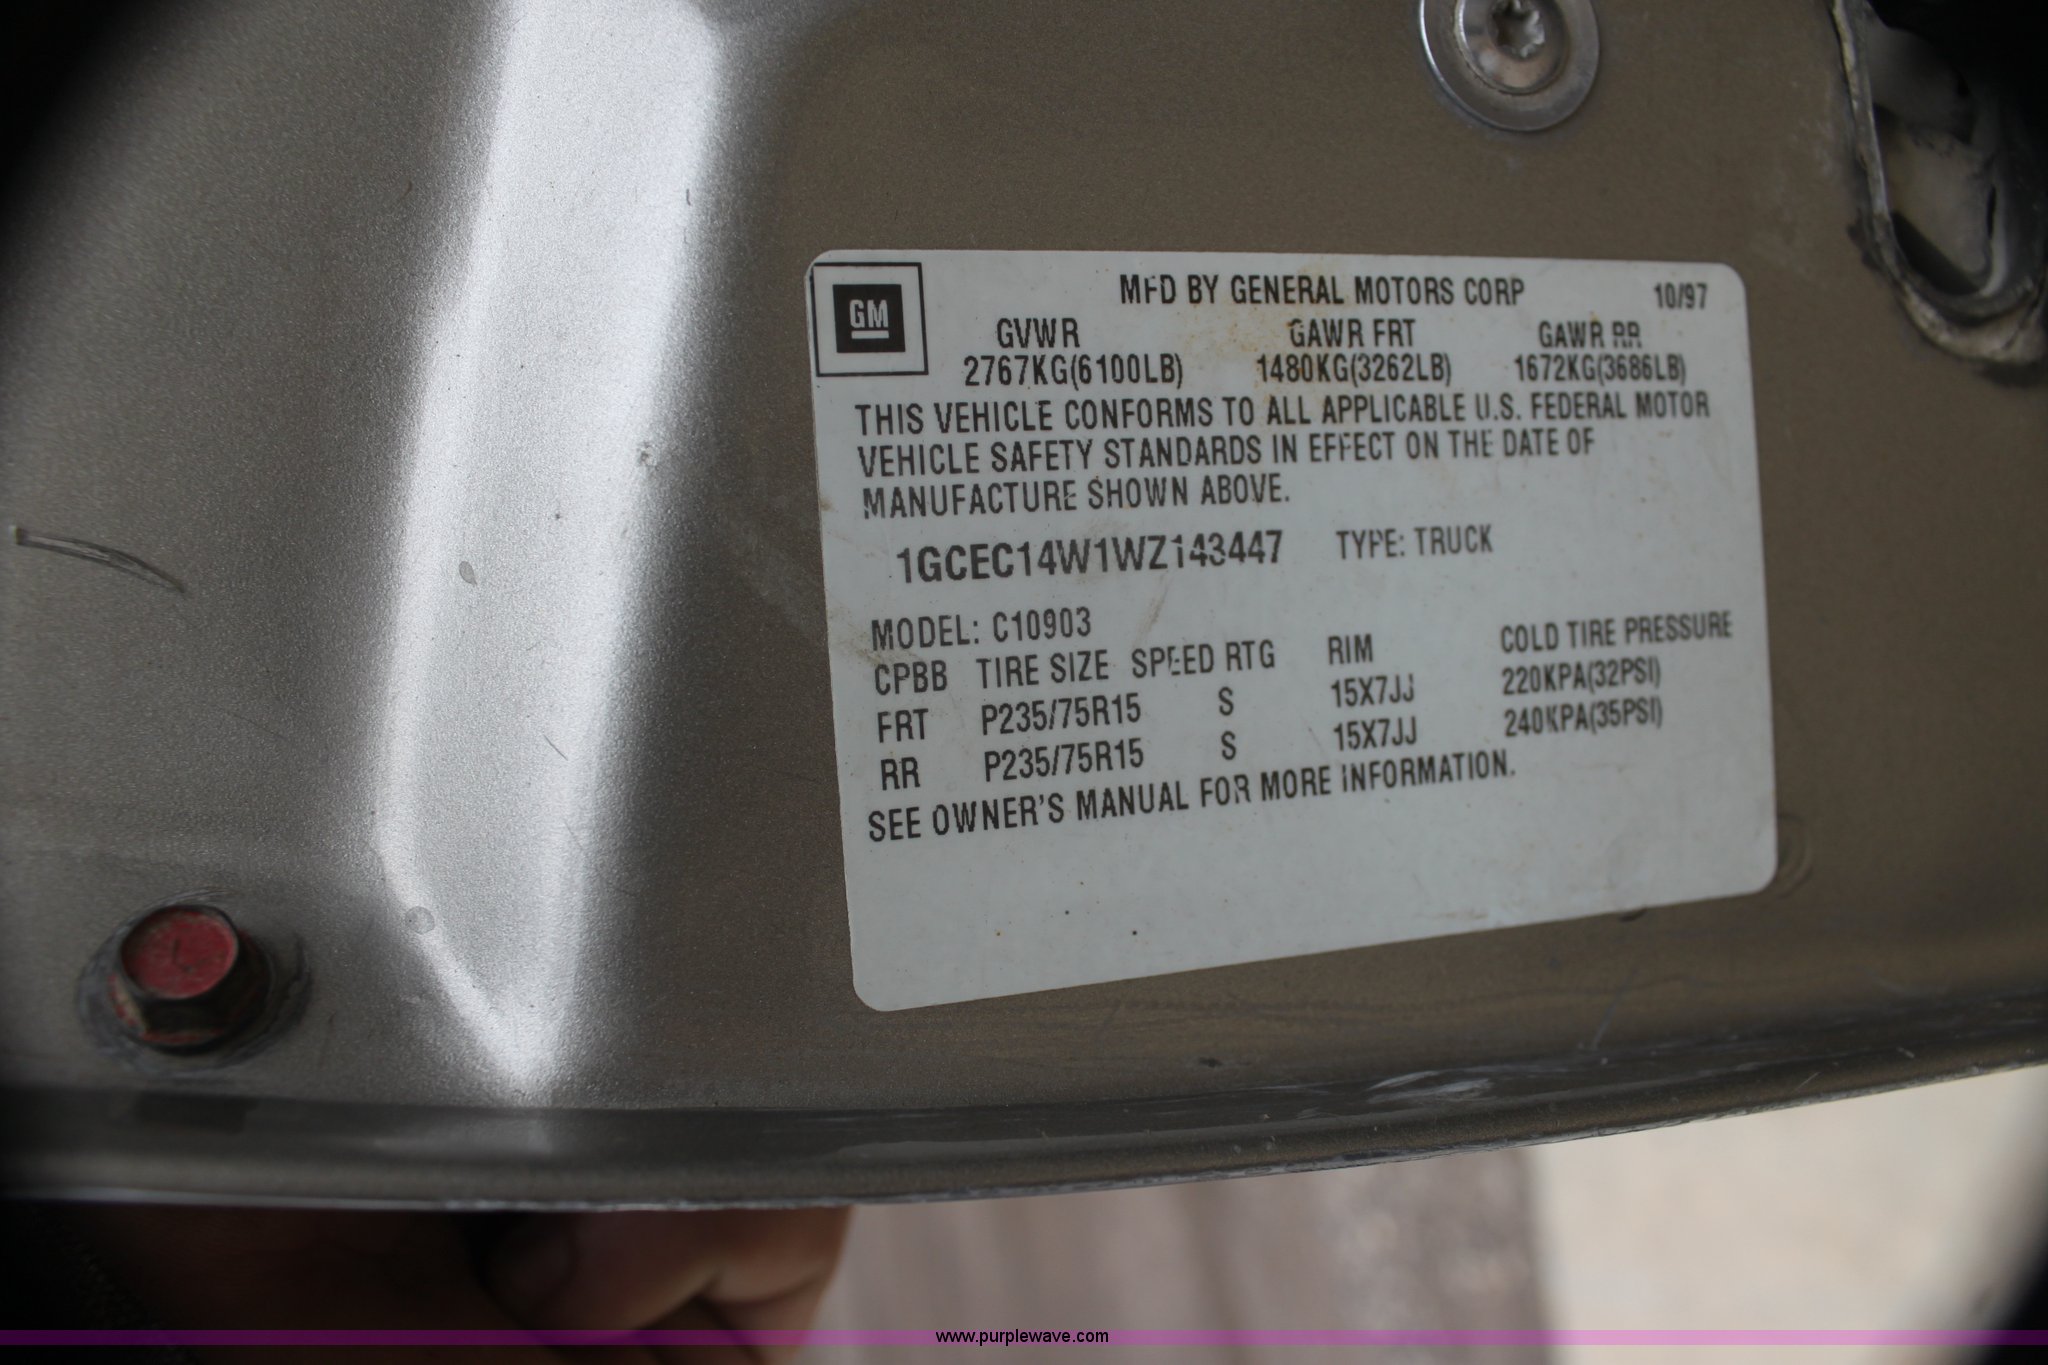 GM
MFD BY GENERAL MOTORS CORP 10/97
GVWR GAWR FRT GAWR RR
2767KG(6100LB) 1480KG(3262LB) 1672KG(3686LB)
THIS VEHICLE CONFORMS TO ALL APPLICABLE U.S. FEDERAL MOTOR
VEHICLE SAFETY STANDARDS IN EFFECT ON THE DATE OF
MANUFACTURE SHOWN ABOVE.
1GCEC14W1WZ143447 TYPE: TRUCK
MODEL: C10903
CPBB TIRE SIZE SPEED RTG RIM COLD TIRE PRESSURE
FRT P235/75R15 S 15X7JJ 220KPA(32PSI)
RR P235/75R15 S 15X7JJ 240KPA(35PSI)
SEE OWNER'S MANUAL FOR MORE INFORMATION.
www.purplewave.com